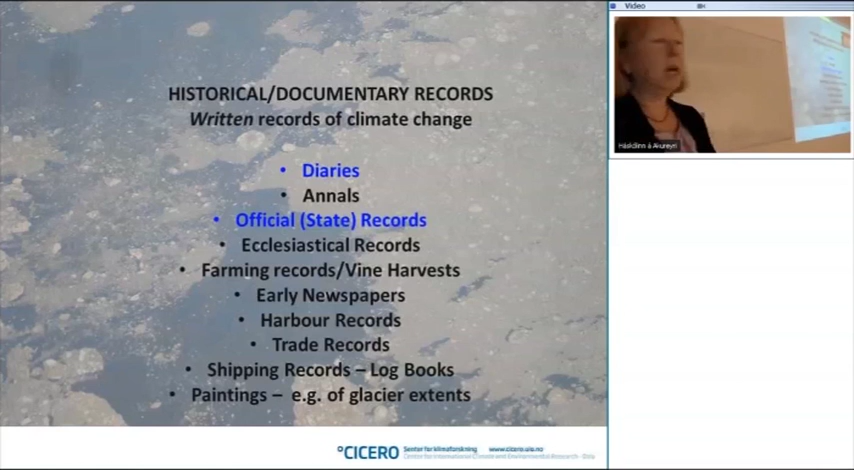 HISTORICAL/DOCUMENTARY RECORDS
Written records of climate change
• Diaries
• Annals
• Official (State) Records
• Ecclesiastical Records
• Farming records/Vine Harvests
• Early Newspapers
• Harbour Records
• Trade Records
• Shipping Records – Log Books
• Paintings – e.g. of glacier extents
°CICERO Senter for klimaforskning www.cicero.uio.no
Center for International Climate and Environmental Research - Oslo
Video
Háskólinn á Akureyri